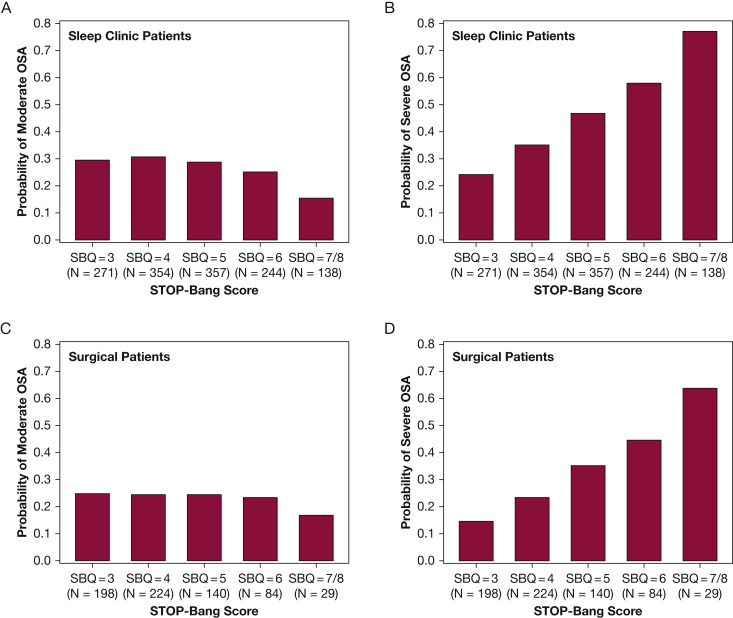 A
Probability of Moderate OSA
Sleep Clinic Patients
0.8
0.7
0.6
0.5
0.4
0.3
0.2
0.1
0.0
SBQ = 3 SBQ = 4 SBQ = 5 SBQ = 6 SBQ = 7/8
(N = 271) (N = 354) (N = 357) (N = 244) (N = 138)
STOP-Bang Score
B
Probability of Severe OSA
Sleep Clinic Patients
0.8
0.7
0.6
0.5
0.4
0.3
0.2
0.1
0.0
SBQ = 3 SBQ = 4 SBQ = 5 SBQ = 6 SBQ = 7/8
(N = 271) (N = 354) (N = 357) (N = 244) (N = 138)
STOP-Bang Score
C
Probability of Moderate OSA
Surgical Patients
0.8
0.7
0.6
0.5
0.4
0.3
0.2
0.1
0.0
SBQ = 3 SBQ = 4 SBQ = 5 SBQ = 6 SBQ = 7/8
(N = 198) (N = 224) (N = 140) (N = 84) (N = 29)
STOP-Bang Score
D
Probability of Severe OSA
Surgical Patients
0.8
0.7
0.6
0.5
0.4
0.3
0.2
0.1
0.0
SBQ = 3 SBQ = 4 SBQ = 5 SBQ = 6 SBQ = 7/8
(N = 198) (N = 224) (N = 140) (N = 84) (N = 29)
STOP-Bang Score